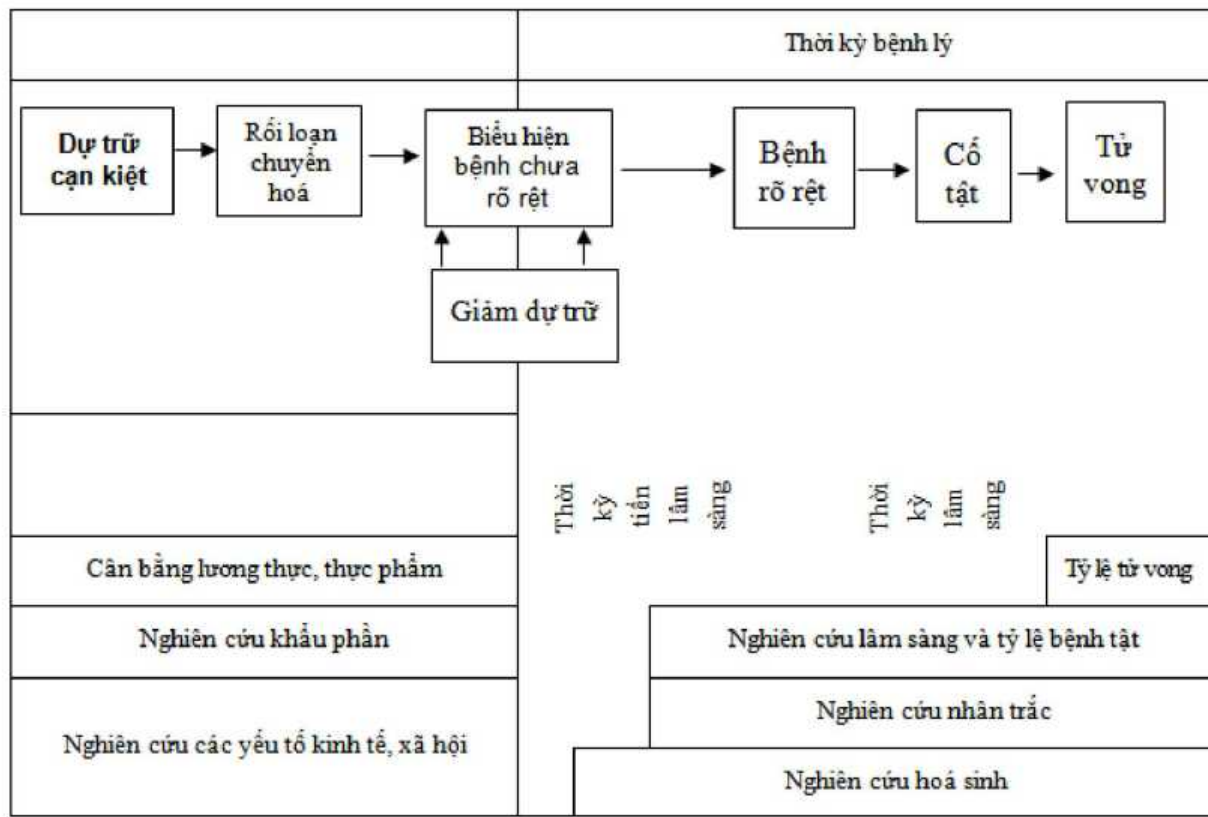 Thời kỳ bệnh lý
Dự trữ
cạn kiệt
Rối loạn
chuyển
hoá
Biểu hiện
bệnh chưa
rõ rệt
Bệnh
rõ rệt
Cố
tật
Tử
vong
Giảm dự trữ
Thời
kỳ
tiền
lâm
sàng
Thời
kỳ
lâm
sàng
Cân bằng lương thực, thực phẩm
Tỷ lệ tử vong
Nghiên cứu khẩu phần
Nghiên cứu lâm sàng và tỷ lệ bệnh tật
Nghiên cứu nhân trắc
Nghiên cứu các yếu tố kinh tế, xã hội
Nghiên cứu hoá sinh